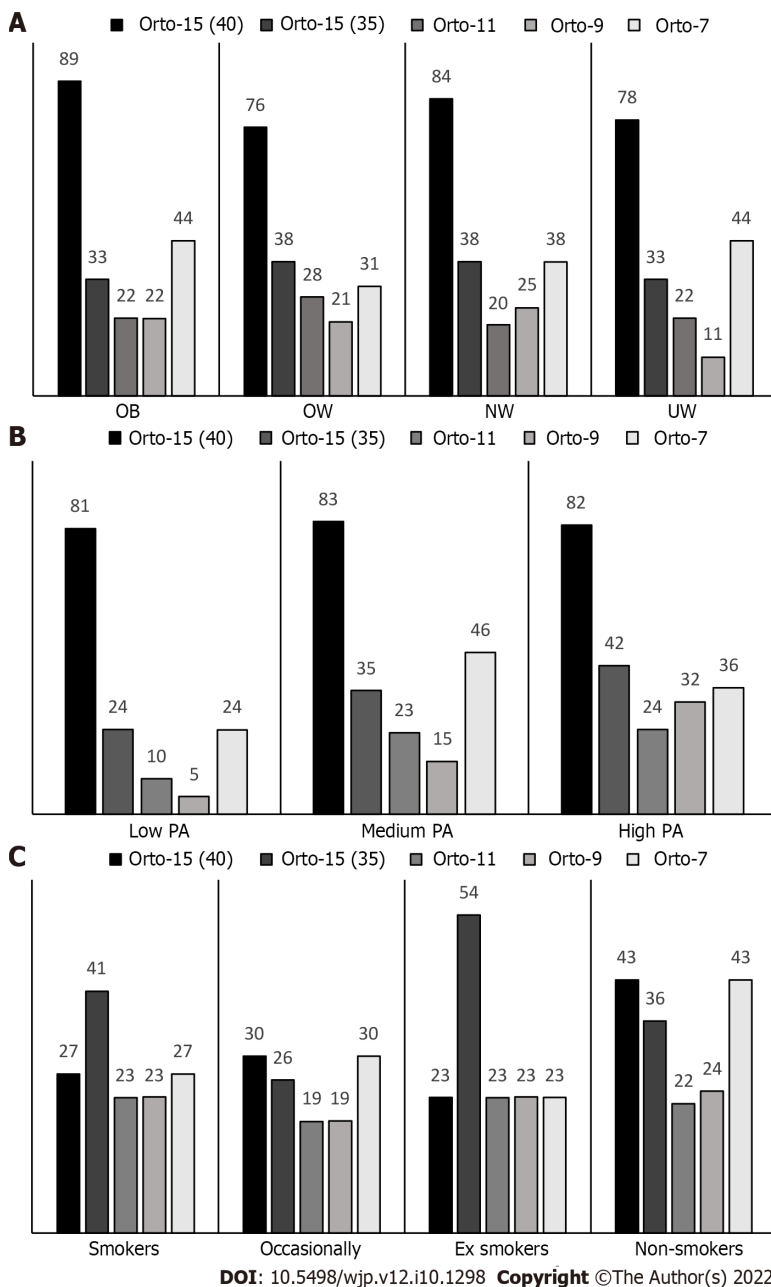 A
Orto-15 (40) Orto-15 (35) Orto-11 Orto-9 Orto-7
89 33 22 22 44 76 38 28 21 31 84 38 20 25 38 78 33 22 11 44
OB OW NW UW
B
Orto-15 (40) Orto-15 (35) Orto-11 Orto-9 Orto-7
81 24 10 5 24 83 35 23 15 46 82 42 24 32 36
Low PA Medium PA High PA
C
Orto-15 (40) Orto-15 (35) Orto-11 Orto-9 Orto-7
27 41 23 23 27 30 26 19 19 30 23 54 23 23 23 43 36 22 24 43
Smokers Occasionally Ex smokers Non-smokers
DOI: 10.5498/wjp.v12.i10.1298 Copyright ©The Author(s) 2022